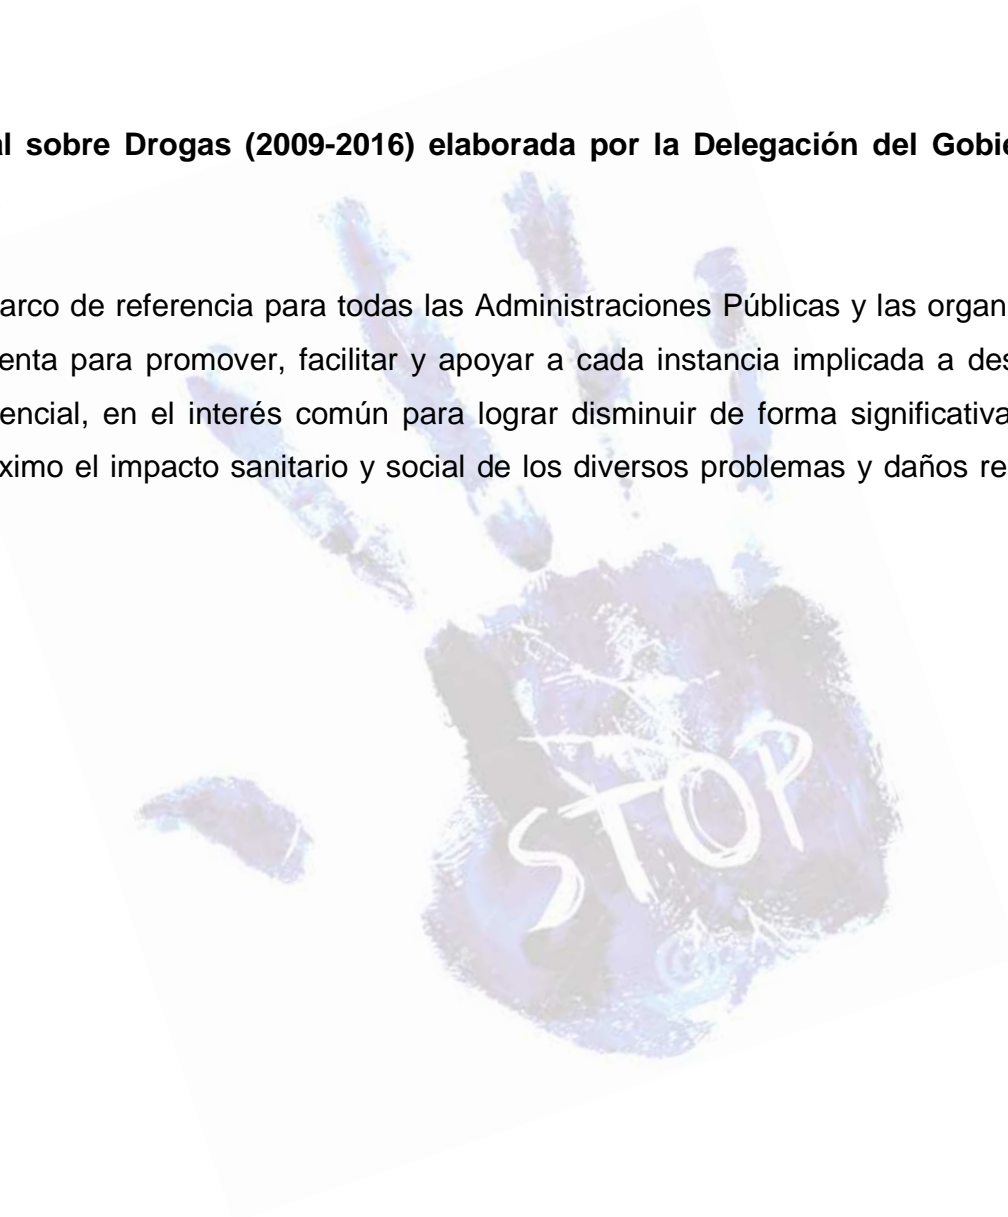 al sobre Drogas (2009-2016) elaborada por la Delegación del Gobie
arco de referencia para todas las Administraciones Públicas y las organ
enta para promover, facilitar y apoyar a cada instancia implicada a des
encial, en el interés común para lograr disminuir de forma significativa
ximo el impacto sanitario y social de los diversos problemas y daños re
STOP